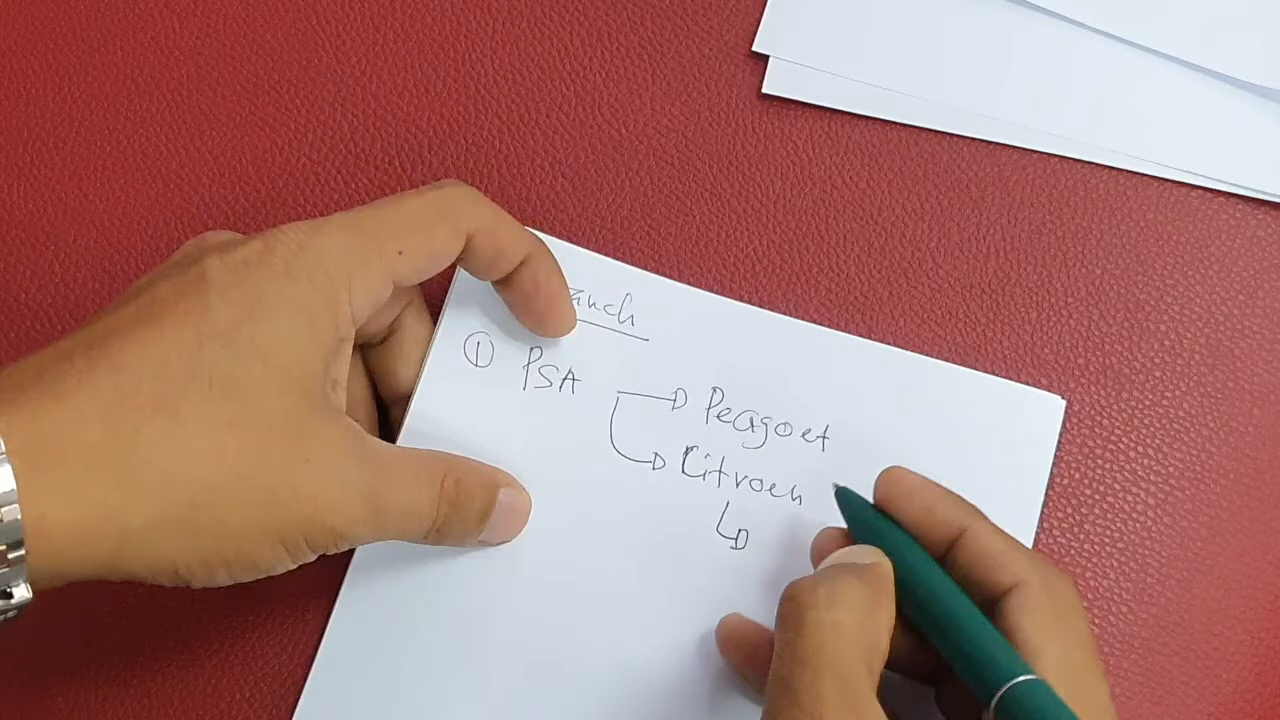 ① PSA → Peagoet
→ Citroen